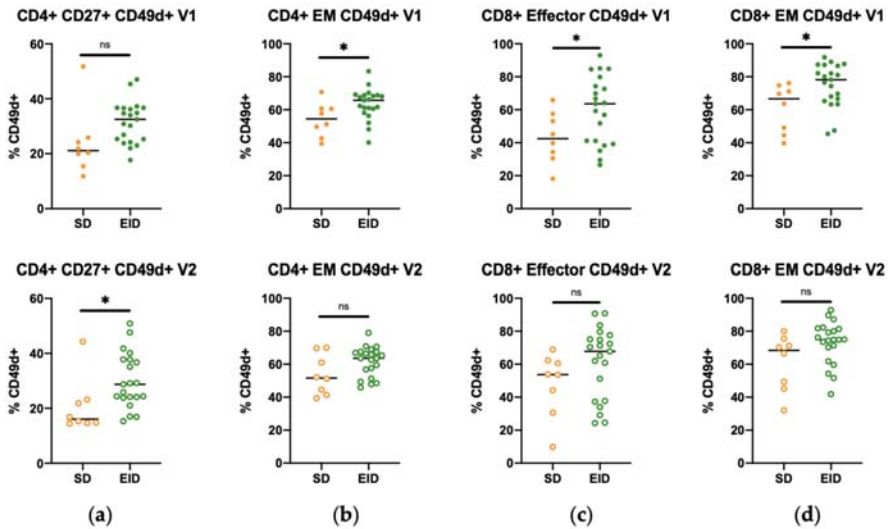 CD4+ CD27+ CD49d+ V1
CD4+ EM CD49d+ V1
CD8+ Effector CD49d+ V1
CD8+ EM CD49d+ V1
% CD49d+
60
40
20
0
ns
SD
EID
% CD49d+
100
80
60
40
20
0
*
SD
EID
% CD49d+
100
80
60
40
20
0
*
SD
EID
% CD49d+
100
80
60
40
20
0
*
SD
EID
CD4+ CD27+ CD49d+ V2
CD4+ EM CD49d+ V2
CD8+ Effector CD49d+ V2
CD8+ EM CD49d+ V2
% CD49d+
60
40
20
0
*
SD
EID
% CD49d+
100
80
60
40
20
0
ns
SD
EID
% CD49d+
100
80
60
40
20
0
ns
SD
EID
% CD49d+
100
80
60
40
20
0
ns
SD
EID
(a)
(b)
(c)
(d)